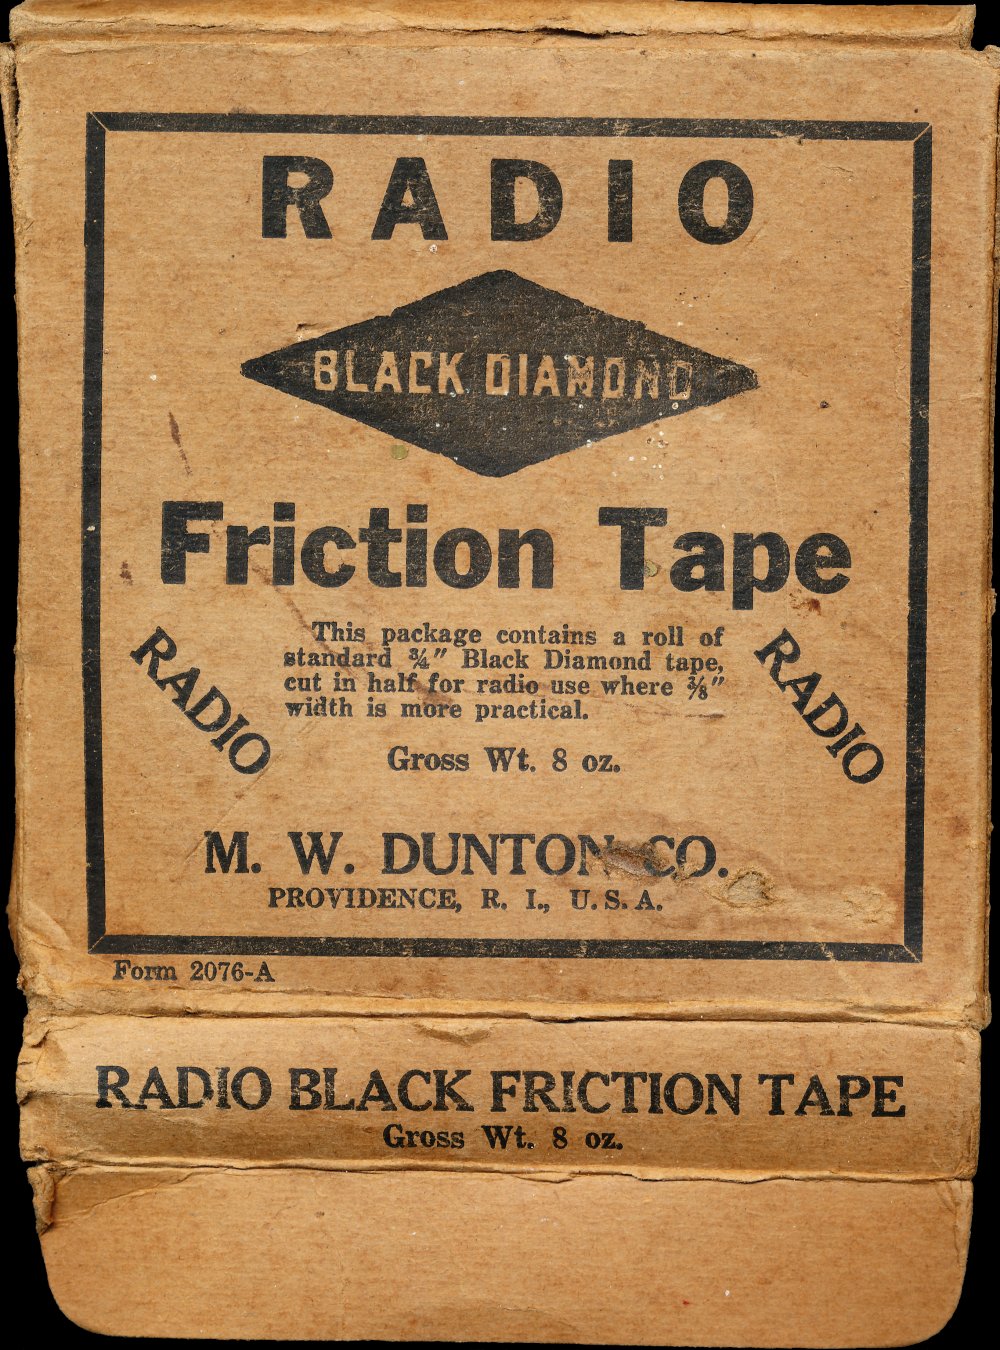 RADIO
BLACK DIAMOND
Friction Tape
This package contains a roll of
standard ¾" Black Diamond tape,
cut in half for radio use where ⅜"
width is more practical.
RADIO
RADIO
Gross Wt. 8 oz.
M. W. DUNTON CO.
PROVIDENCE, R. I., U. S. A.
Form 2076-A
RADIO BLACK FRICTION TAPE
Gross Wt. 8 oz.